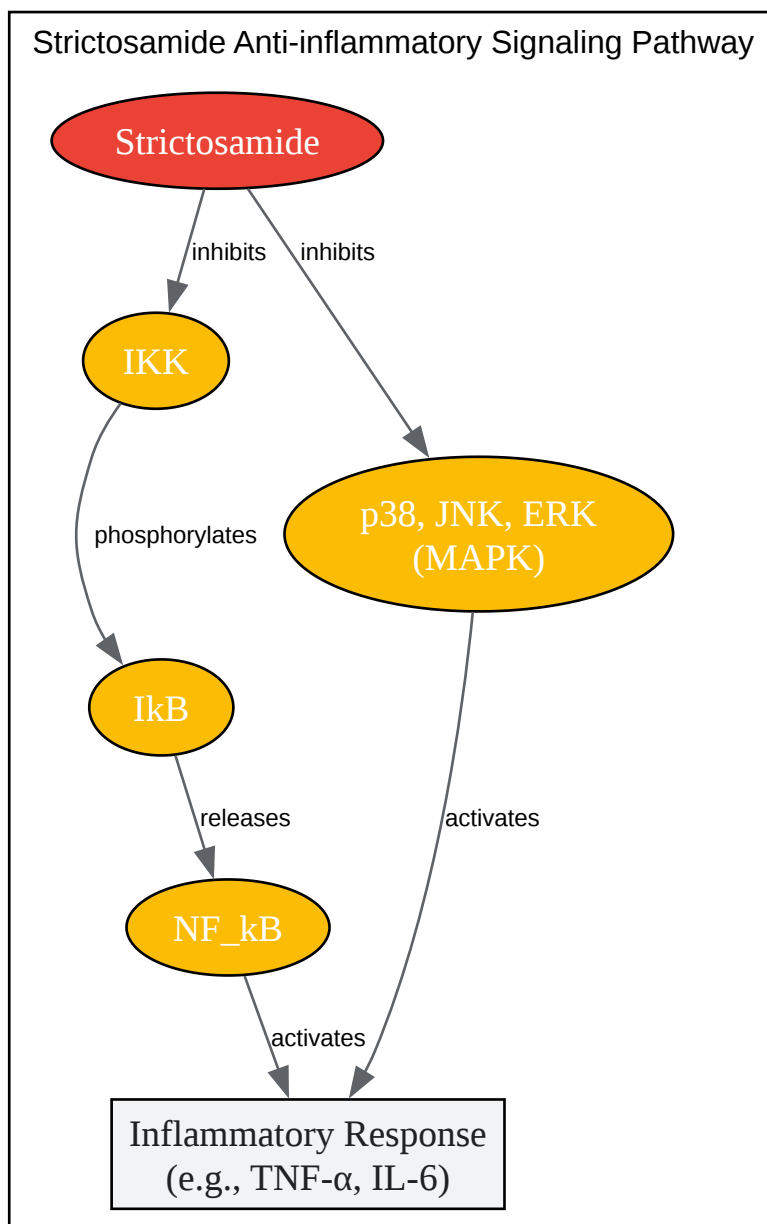 Strictosamide Anti-inflammatory Signaling Pathway
Strictosamide
inhibits
inhibits
IKK
p38, JNK, ERK
(MAPK)
phosphorylates
IkB
releases
activates
NF_kB
activates
Inflammatory Response
(e.g., TNF-α, IL-6)